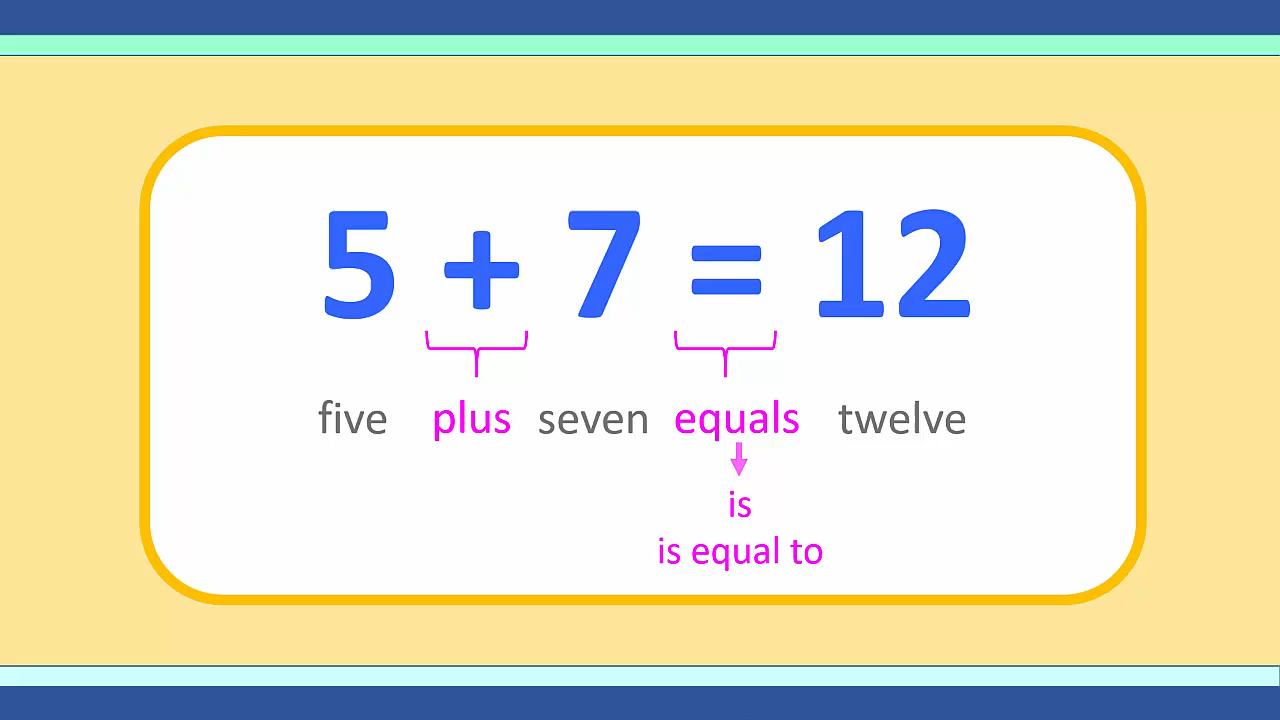 5 + 7 = 12
five plus seven equals twelve
is
is equal to